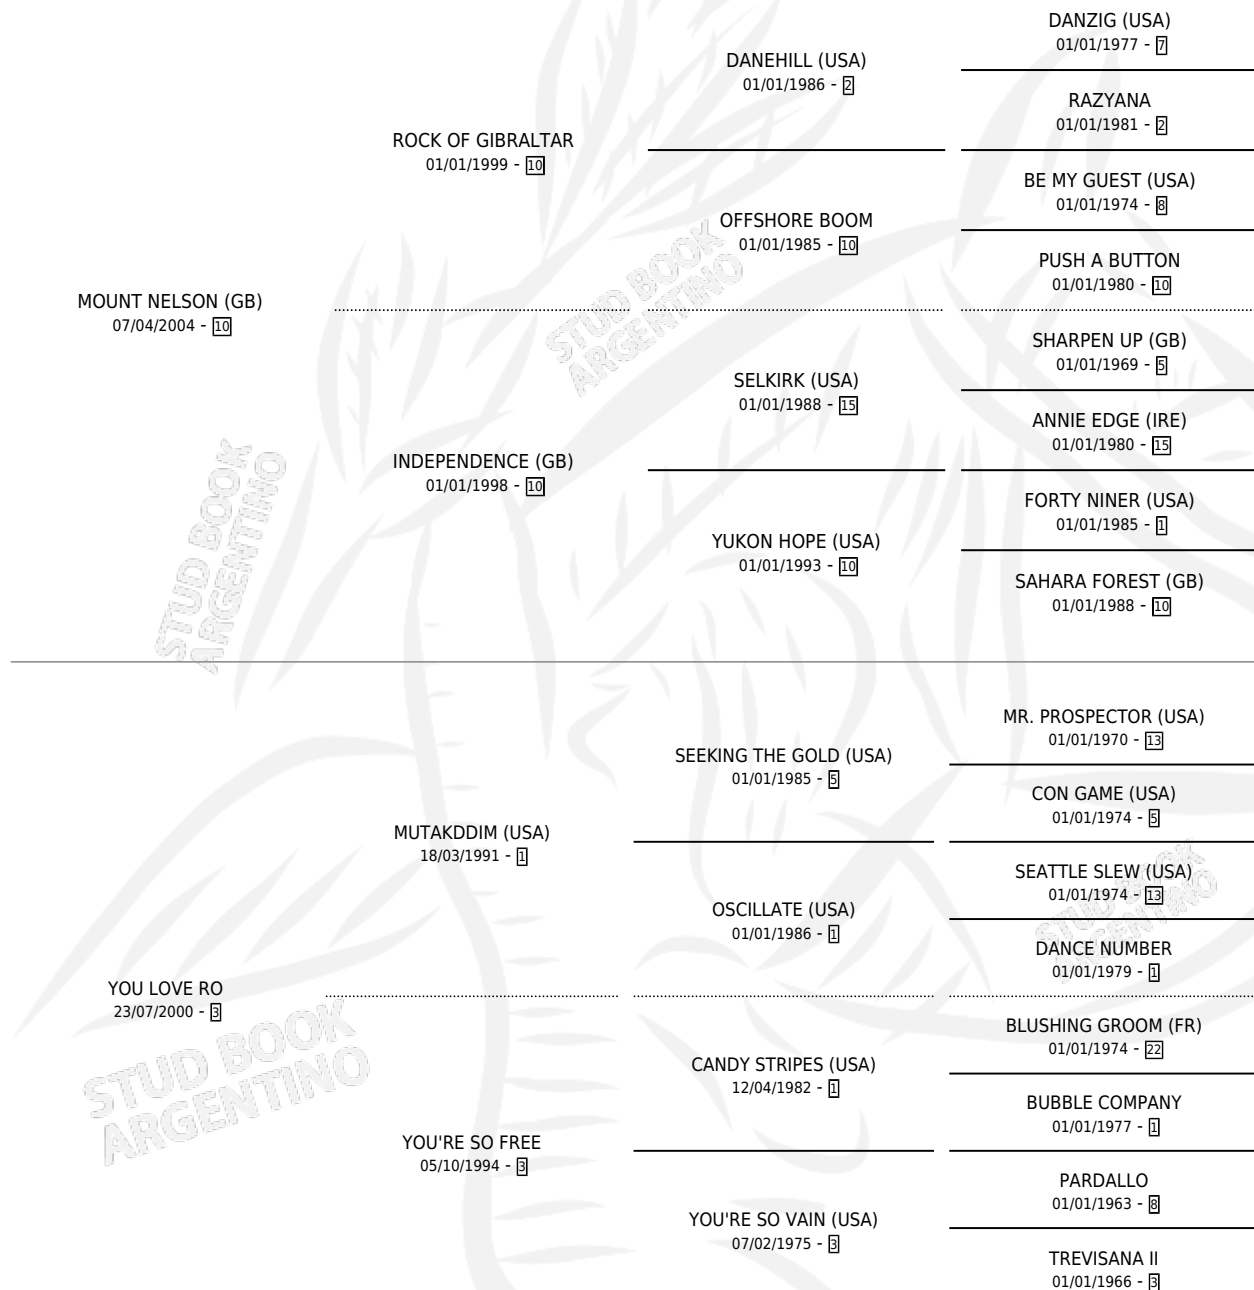 DANZIG (USA)
01/01/1977 - 7
DANEHILL (USA)
01/01/1986 - 2
RAZYANA
01/01/1981 - 2
ROCK OF GIBRALTAR
01/01/1999 - 10
BE MY GUEST (USA)
01/01/1974 - 8
OFFSHORE BOOM
01/01/1985 - 10
PUSH A BUTTON
01/01/1980 - 10
MOUNT NELSON (GB)
07/04/2004 - 10
STUD BOOK
ARGENTINO
SHARPEN UP (GB)
01/01/1969 - 5
SELKIRK (USA)
01/01/1988 - 15
ANNIE EDGE (IRE)
01/01/1980 - 15
INDEPENDENCE (GB)
01/01/1998 - 10
FORTY NINER (USA)
01/01/1985 - 1
YUKON HOPE (USA)
01/01/1993 - 10
SAHARA FOREST (GB)
01/01/1988 - 10
STUD BOOK
ARGENTINO
MR. PROSPECTOR (USA)
01/01/1970 - 13
SEEKING THE GOLD (USA)
01/01/1985 - 5
CON GAME (USA)
01/01/1974 - 5
MUTAKDDIM (USA)
18/03/1991 - 1
SEATTLE SLEW (USA)
01/01/1974 - 13
OSCILLATE (USA)
01/01/1986 - 1
DANCE NUMBER
01/01/1979 - 1
STUD BOOK
ARGENTINO
YOU LOVE RO
23/07/2000 - 3
BLUSHING GROOM (FR)
01/01/1974 - 22
CANDY STRIPES (USA)
12/04/1982 - 1
BUBBLE COMPANY
01/01/1977 - 1
STUD BOOK
ARGENTINO
YOU'RE SO FREE
05/10/1994 - 3
PARDALLO
01/01/1963 - 8
YOU'RE SO VAIN (USA)
07/02/1975 - 3
TREVISANA II
01/01/1966 - 3